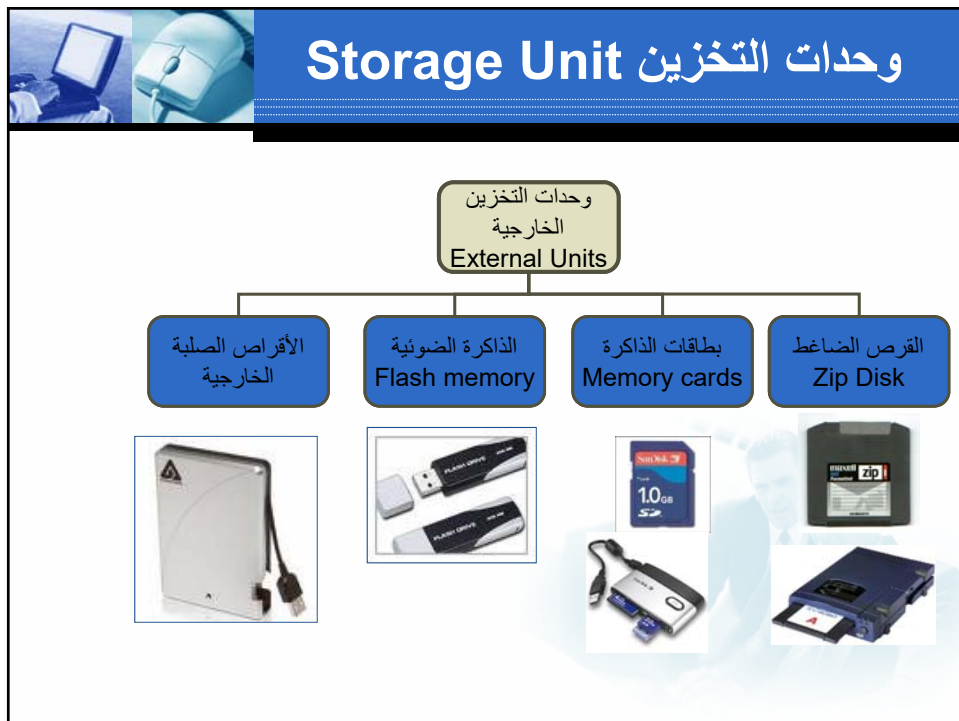 وحدات التخزين Storage Unit
وحدات التخزين
الخارجية
External Units
القرص الضاغط
Zip Disk
بطاقات الذاكرة
Memory cards
الذاكرة الضوئية
Flash memory
الأقراص الصلبة
الخارجية
maxell
zip
SanDisk
1.0GB
SD
FLASH DRIVE
FLASH DRIVE
A